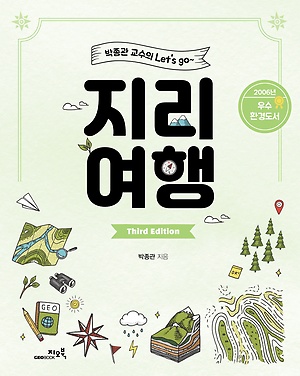 박종관 교수의 Let's go~
지리
여행
2006년
우수
환경도서
Third Edition
박종관 지음
GEO
지오북
GEOBOOK